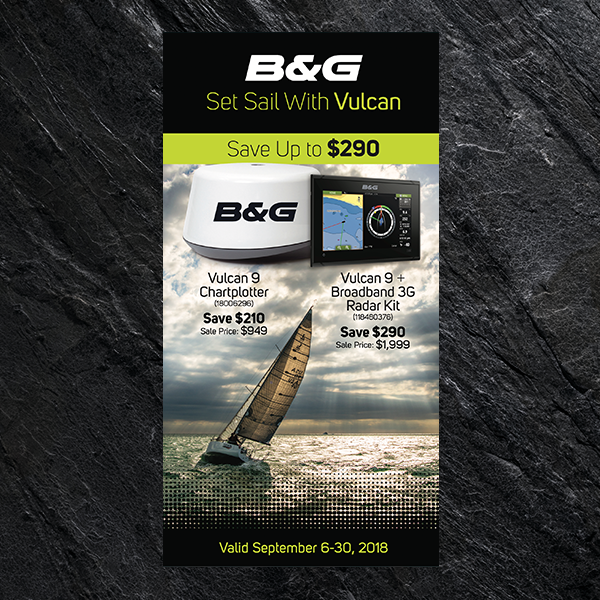 B&G
Set Sail With Vulcan
Save Up to $290
B&G
B&G
Vulcan 9
Chartplotter
(18006296)
Save $210
Sale Price: $949
Vulcan 9 +
Broadband 3G
Radar Kit
(118480376)
Save $290
Sale Price: $1,999
Valid September 6-30, 2018